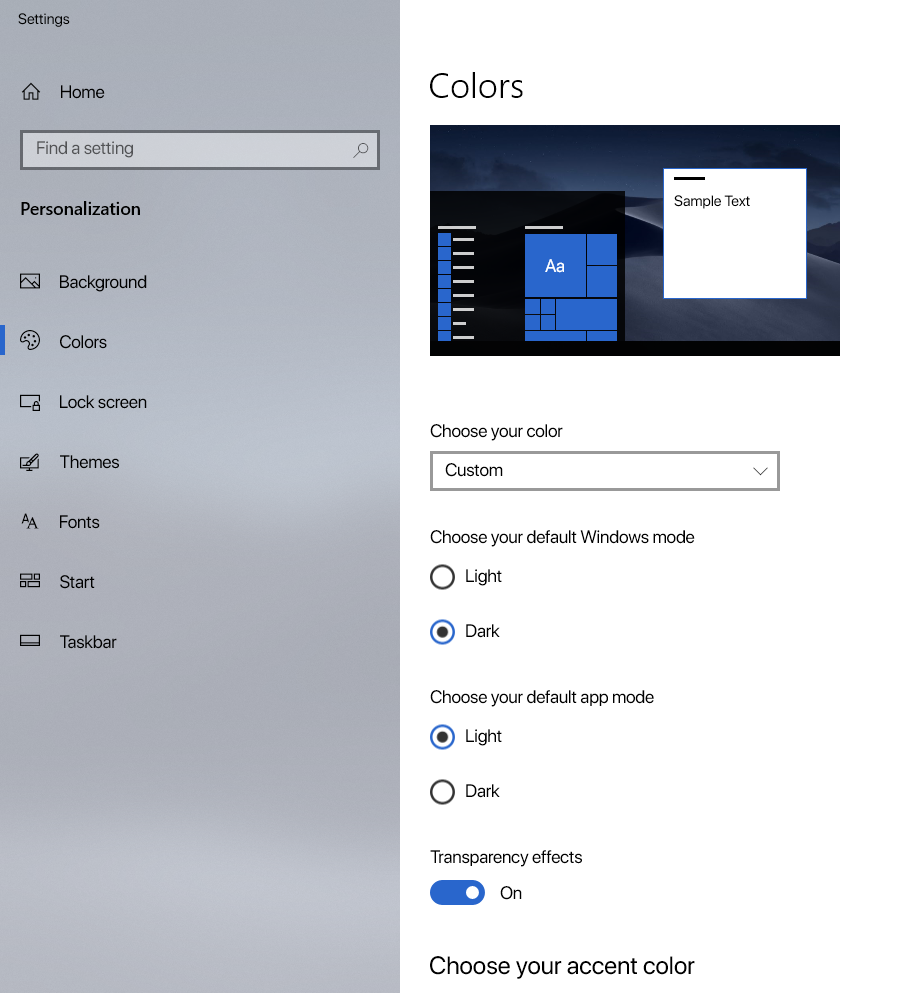 Settings
Home
Find a setting
Personalization
Background
Colors
Lock screen
Themes
Fonts
Start
Taskbar
Colors
Sample Text
Aa
Choose your color
Custom
Choose your default Windows mode
Light
Dark
Choose your default app mode
Light
Dark
Transparency effects
On
Choose your accent color